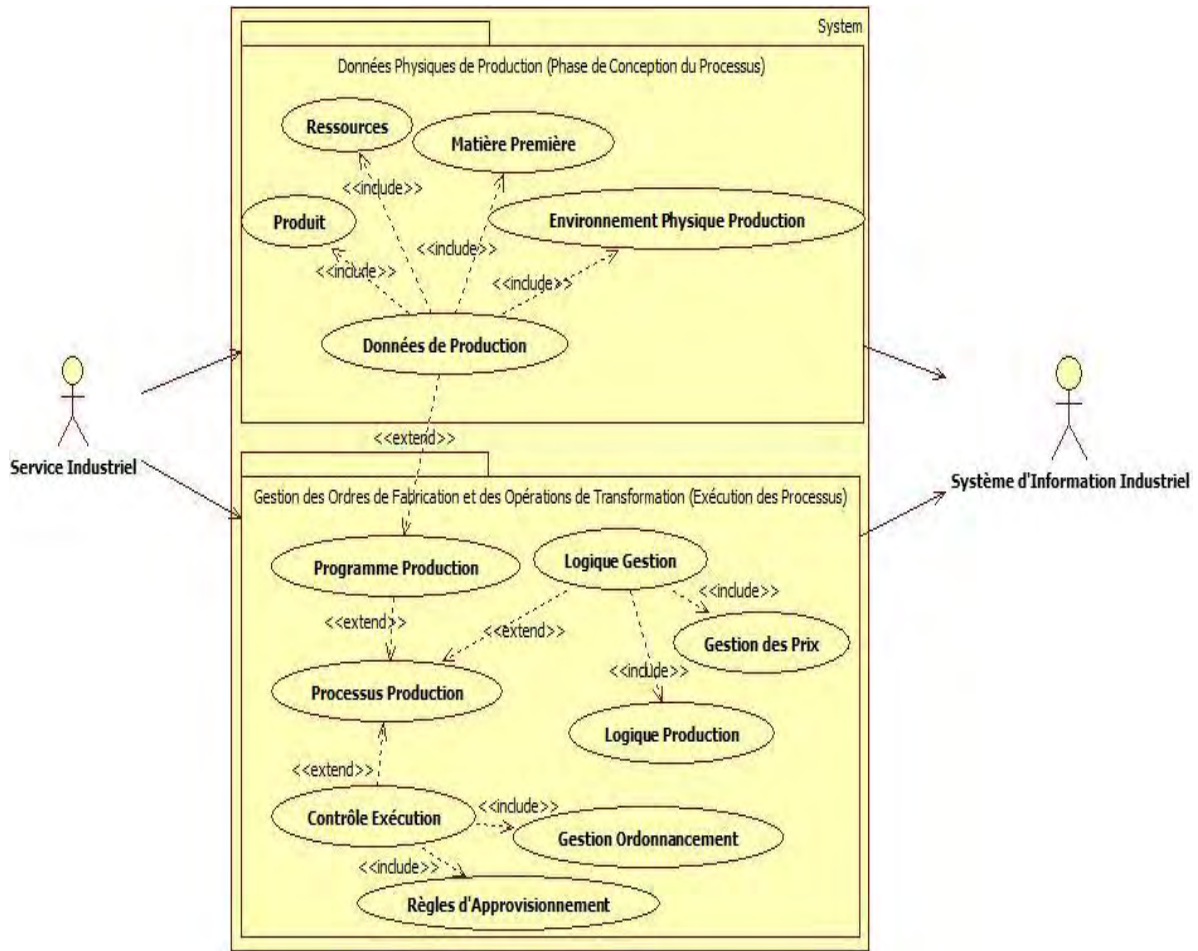 System
Données Physiques de Production (Phase de Conception du Processus)
Ressources
Matière Première
<<include>>
Produit
Environnement Physique Production
<<include>>
<<include>>
<<include>>
Données de Production
<<extend>>
Service Industriel
Système d'Information Industriel
Gestion des Ordres de Fabrication et des Opérations de Transformation (Exécution des Processus)
Programme Production
Logique Gestion
<<include>>
<<extend>>
<<extend>>
Gestion des Prix
<<include>>
Processus Production
Logique Production
<<extend>>
<<include>>
Contrôle Exécution
Gestion Ordonnancement
<<include>>
Règles d'Approvisionnement